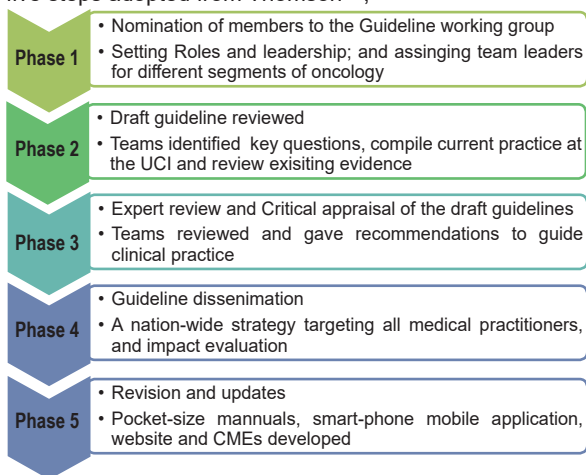 five steps adopted from Thomson
Phase 1
• Nomination of members to the Guideline working group
• Setting Roles and leadership; and assinging team leaders
for different segments of oncology
Phase 2
• Draft guideline reviewed
• Teams identified key questions, compile current practice at
the UCI and review exisiting evidence
Phase 3
• Expert review and Critical appraisal of the draft guidelines
• Teams reviewed and gave recommendations to guide
clinical practice
Phase 4
• Guideline dissenimation
• A nation-wide strategy targeting all medical practitioners,
and impact evaluation
Phase 5
• Revision and updates
• Pocket-size mannuals, smart-phone mobile application,
website and CMEs developed